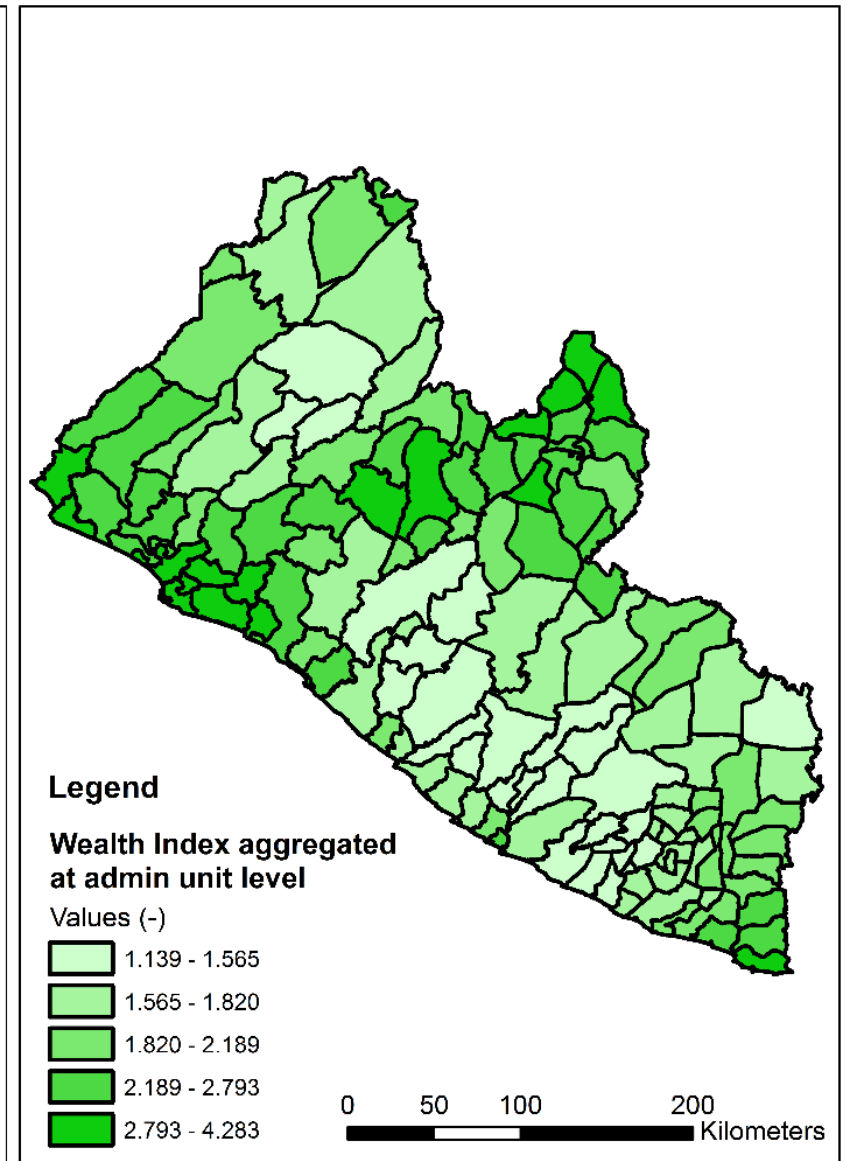 Legend
Wealth Index aggregated
at admin unit level
Values (-)
1.139 - 1.565
1.565 - 1.820
1.820 - 2.189
2.189 - 2.793
2.793 - 4.283
0 50 100 200
Kilometers